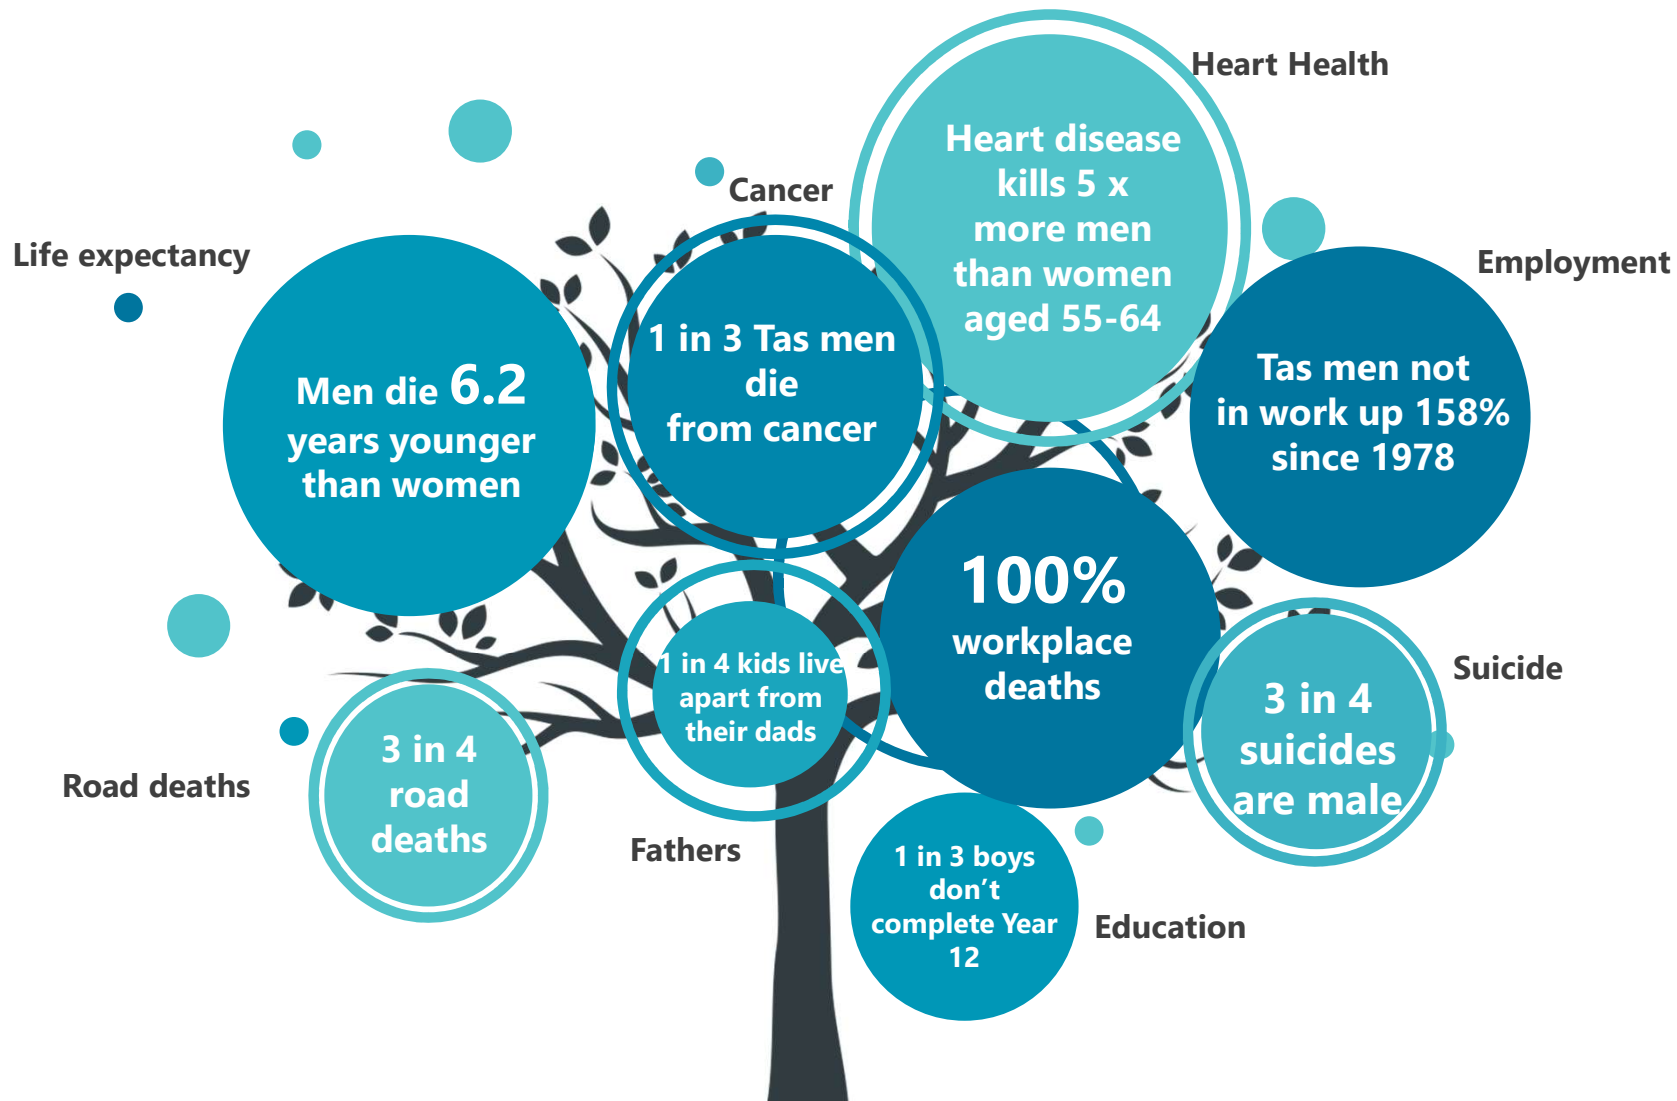 Heart Health
Heart disease
kills 5 x
more men
than women
aged 55-64
Cancer
1 in 3 Tas men
die
from cancer
Life expectancy
Men die 6.2
years younger
than women
Employment
Tas men not
in work up 158%
since 1978
100%
workplace
deaths
Suicide
3 in 4
suicides
are male
1 in 4 kids live
apart from
their dads
Fathers
Road deaths
3 in 4
road
deaths
1 in 3 boys
don’t
complete Year
12
Education